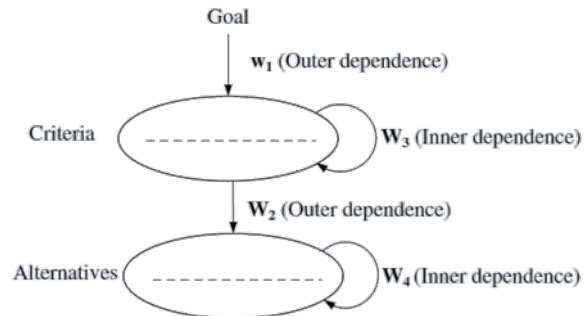 Goal
w1 (Outer dependence)
Criteria
W3 (Inner dependence)
W2 (Outer dependence)
Alternatives
W4 (Inner dependence)